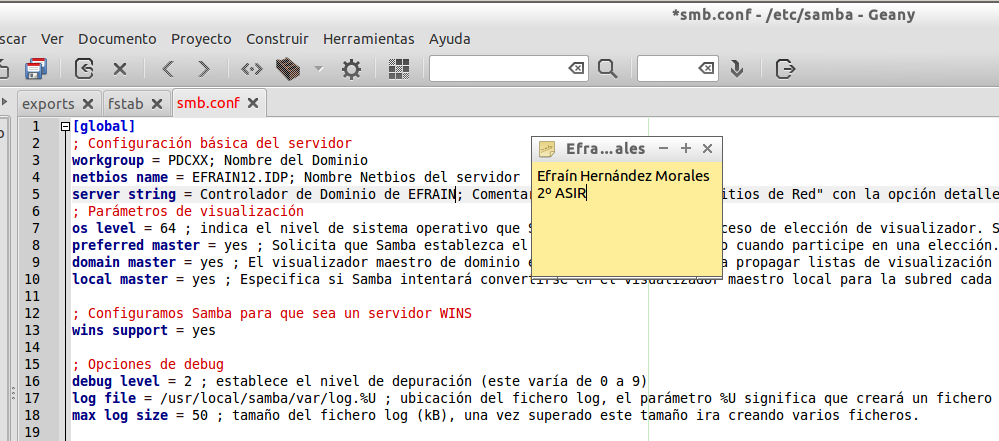 *smb.conf - /etc/samba - Geany
scar Ver Documento Proyecto Construir Herramientas Ayuda
exports fstab smb.conf
1 [global]
2 ; Configuración básica del servidor
3 workgroup = PDCXX; Nombre del Dominio
4 netbios name = EFRAIN12.IDP; Nombre Netbios del servidor
5 server string = Controlador de Dominio de EFRAIN; Comentar itios de Red" con la opción detalle
6 ; Parámetros de visualización
7 os level = 64 ; indica el nivel de sistema operativo que S ceso de elección de visualizador. S
8 preferred master = yes ; Solicita que Samba establezca el o cuando participe en una elección.
9 domain master = yes ; El visualizador maestro de dominio e a propagar listas de visualización
10 local master = yes ; Especifica si Samba intentará convertirse en el visualizador maestro local para la subred cada
11
12 ; Configuramos Samba para que sea un servidor WINS
13 wins support = yes
14
15 ; Opciones de debug
16 debug level = 2 ; establece el nivel de depuración (este varía de 0 a 9)
17 log file = /usr/local/samba/var/log.%U ; ubicación del fichero log, el parámetro %U significa que creará un fichero
18 max log size = 50 ; tamaño del fichero log (kB), una vez superado este tamaño ira creando varios ficheros.
19
Efra...ales
Efraín Hernández Morales
2º ASIR